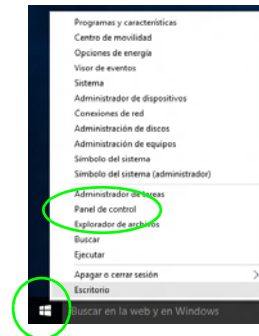 Programas y características
Centro de movilidad
Opciones de energía
Visor de eventos
Sistema
Administrador de dispositivos
Conexiones de red
Administración de discos
Administración de equipos
Símbolo del sistema
Símbolo del sistema (administrador)
Administrador de tareas
Panel de control
Explorador de archivos
Buscar
Ejecutar
Apagar o cerrar sesión
Escritorio
Buscar en la web y en Windows